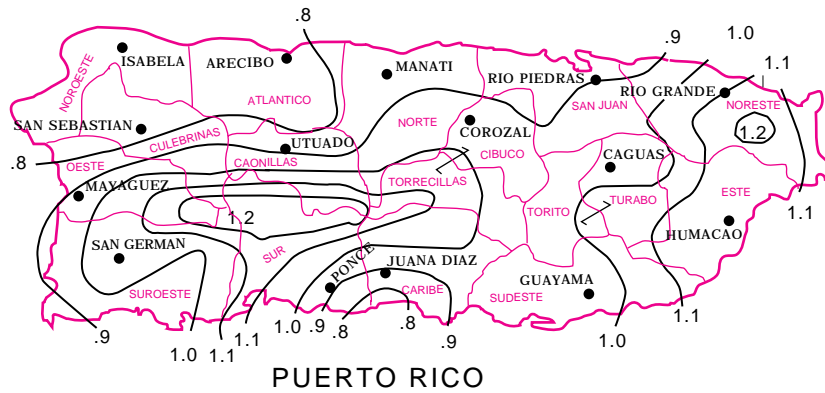 .8
.9
1.0
1.1
ISABELA
ARECIBO
MANATI
RIO PIEDRAS
RIO GRANDE
NOROESTE
ATLANTICO
SAN JUAN
NORESTE
SAN SEBASTIAN
CULEBRINAS
NORTE
COROZAL
1.2
.8
OESTE
UTUADO
CAONILLAS
CIBUCO
CAGUAS
MAYAGUEZ
TORRECILLAS
ESTE
1.1
1.2
TORITO
TURABO
HUMACAO
SAN GERMAN
SUR
PONCE
JUANA DIAZ
GUAYAMA
SUROESTE
CARIBE
SUDESTE
.9
1.0
1.1
1.1
1.0
.9
.8
.8
.9
1.0
1.1
PUERTO RICO